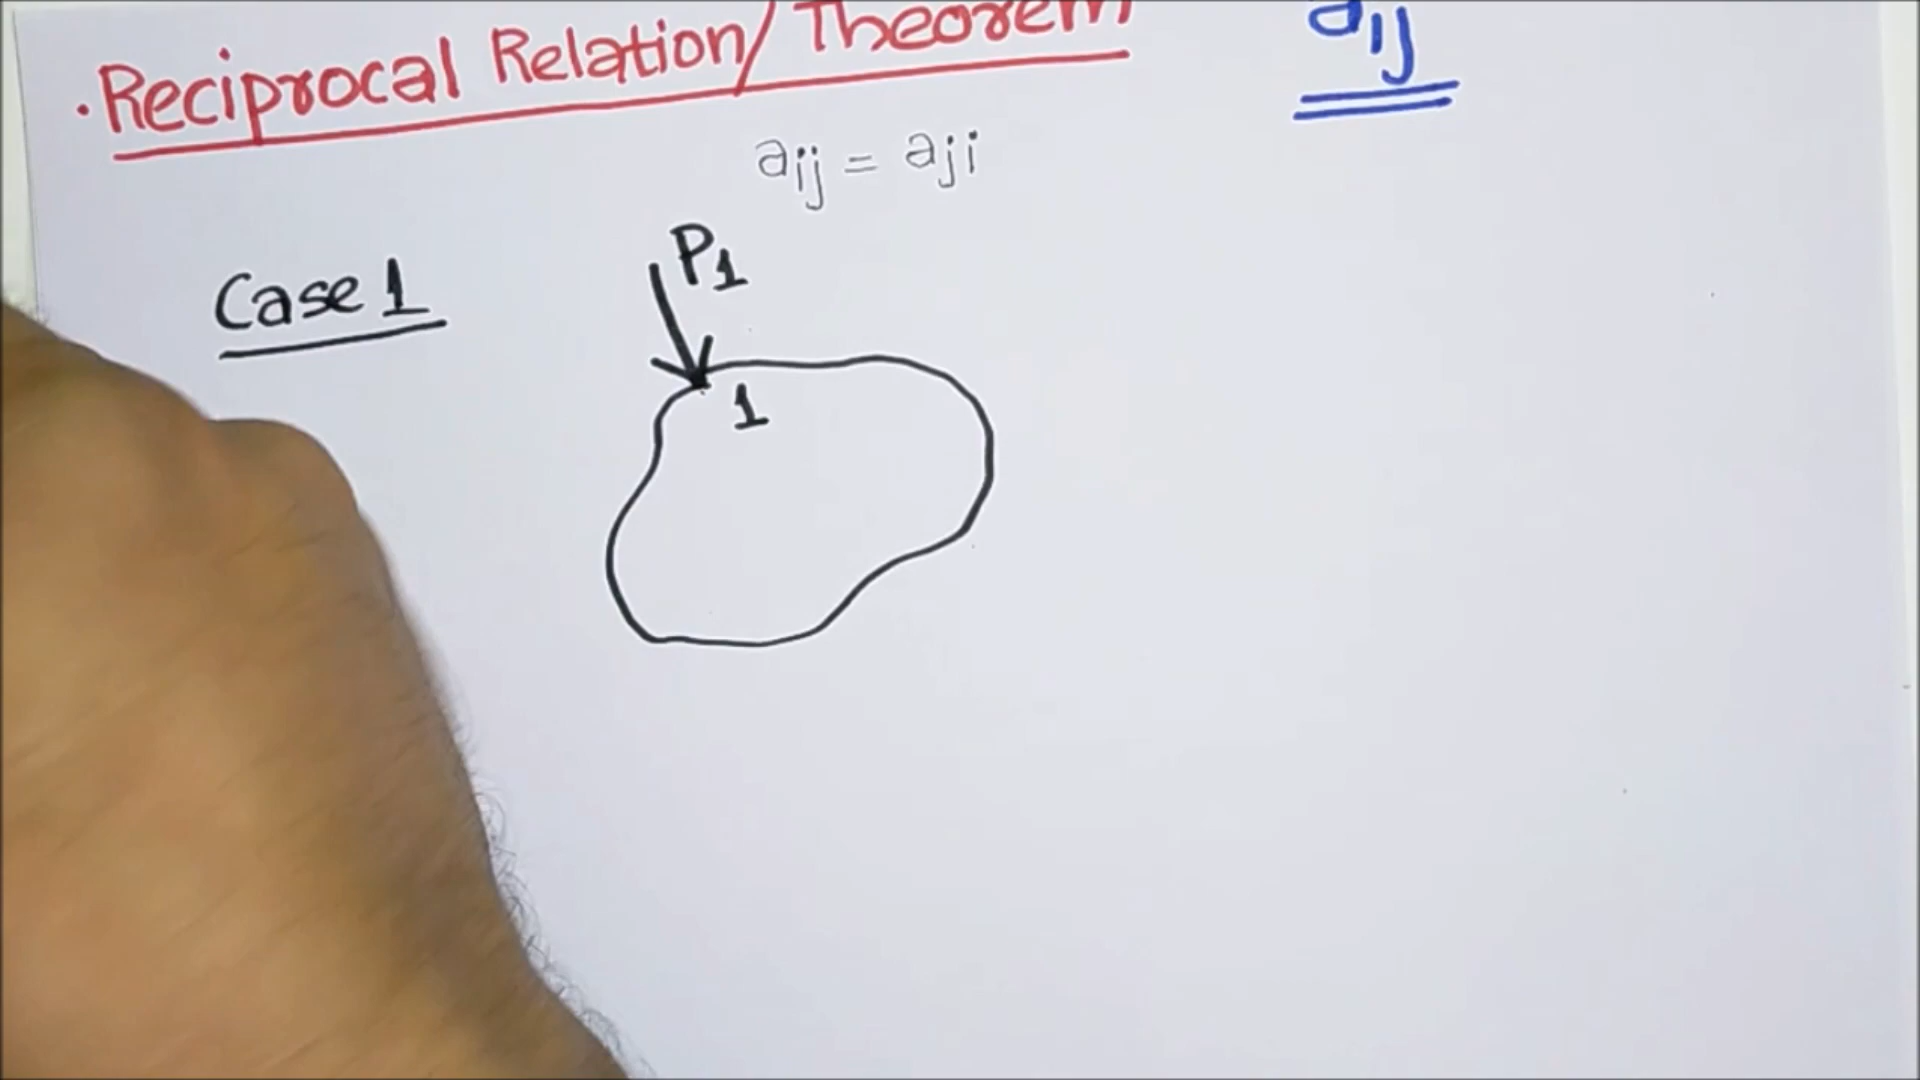 • Reciprocal Relation/Theorem
aij
aij = aji
P1
Case 1
1